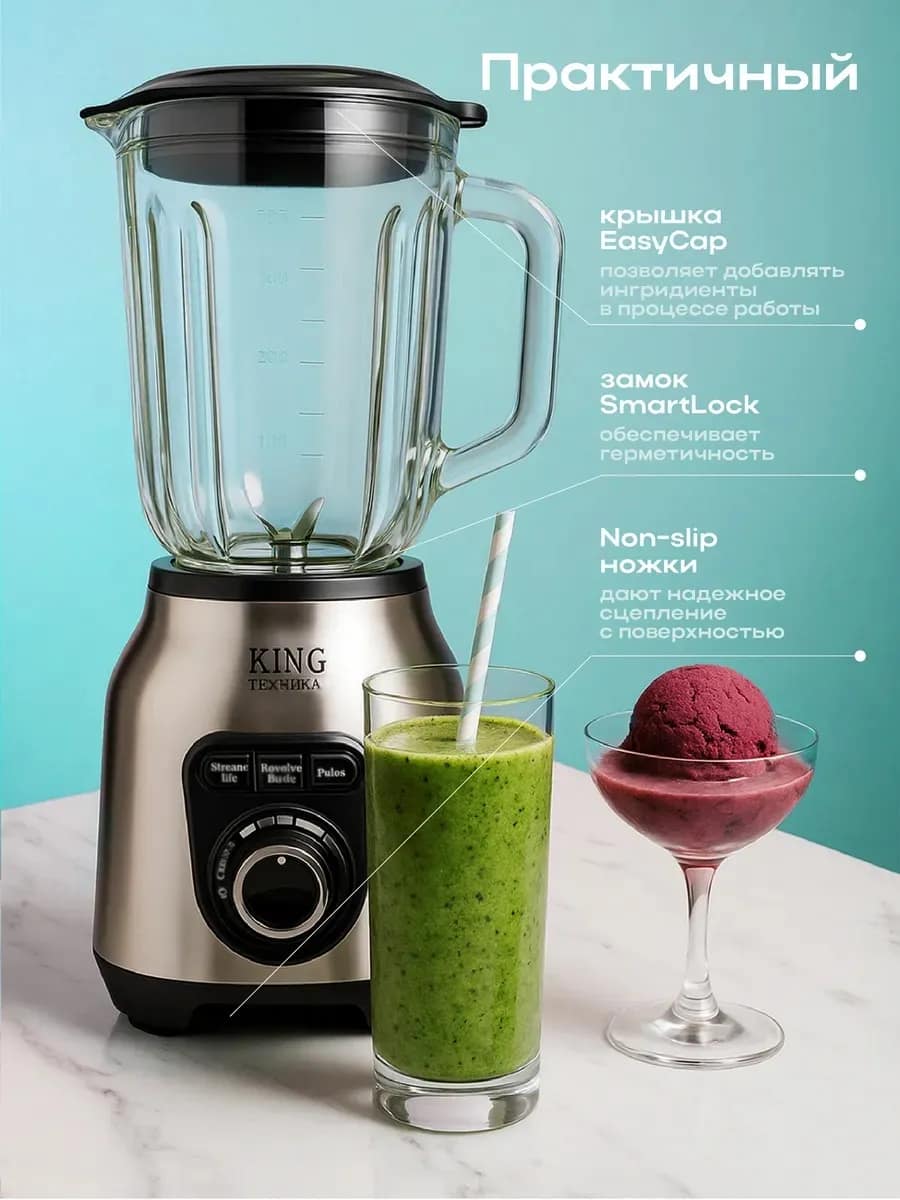 Практичный
крышка
EasyCap
позволяет добавлять
ингридиенты
в процессе работы
замок
SmartLock
обеспечивает
герметичность
Non-slip
ножки
дают надежное
сцепление
с поверхностью
KING
ТЕХНИКА
Pulos